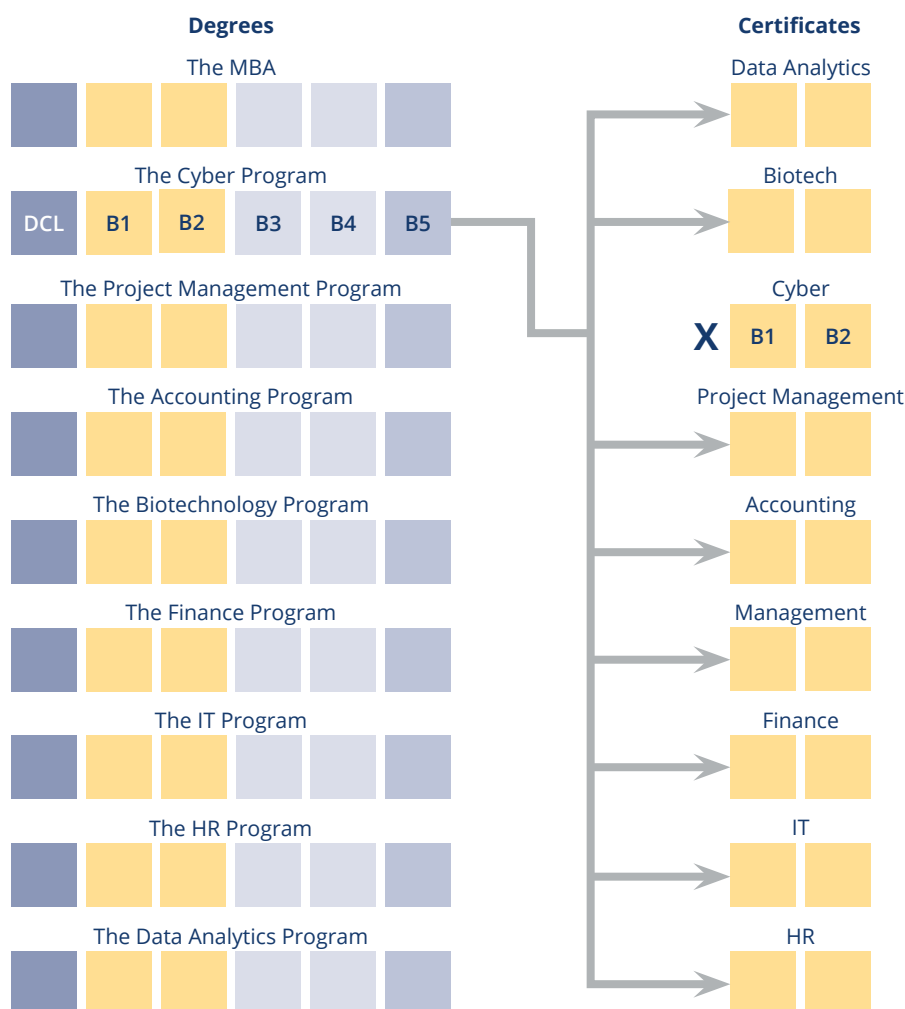 Degrees
Certificates
The MBA
Data Analytics
The Cyber Program
Biotech
DCL B1 B2 B3 B4 B5
The Project Management Program
Cyber
X B1 B2
The Accounting Program
Project Management
The Biotechnology Program
Accounting
The Finance Program
Management
The IT Program
Finance
The HR Program
IT
The Data Analytics Program
HR